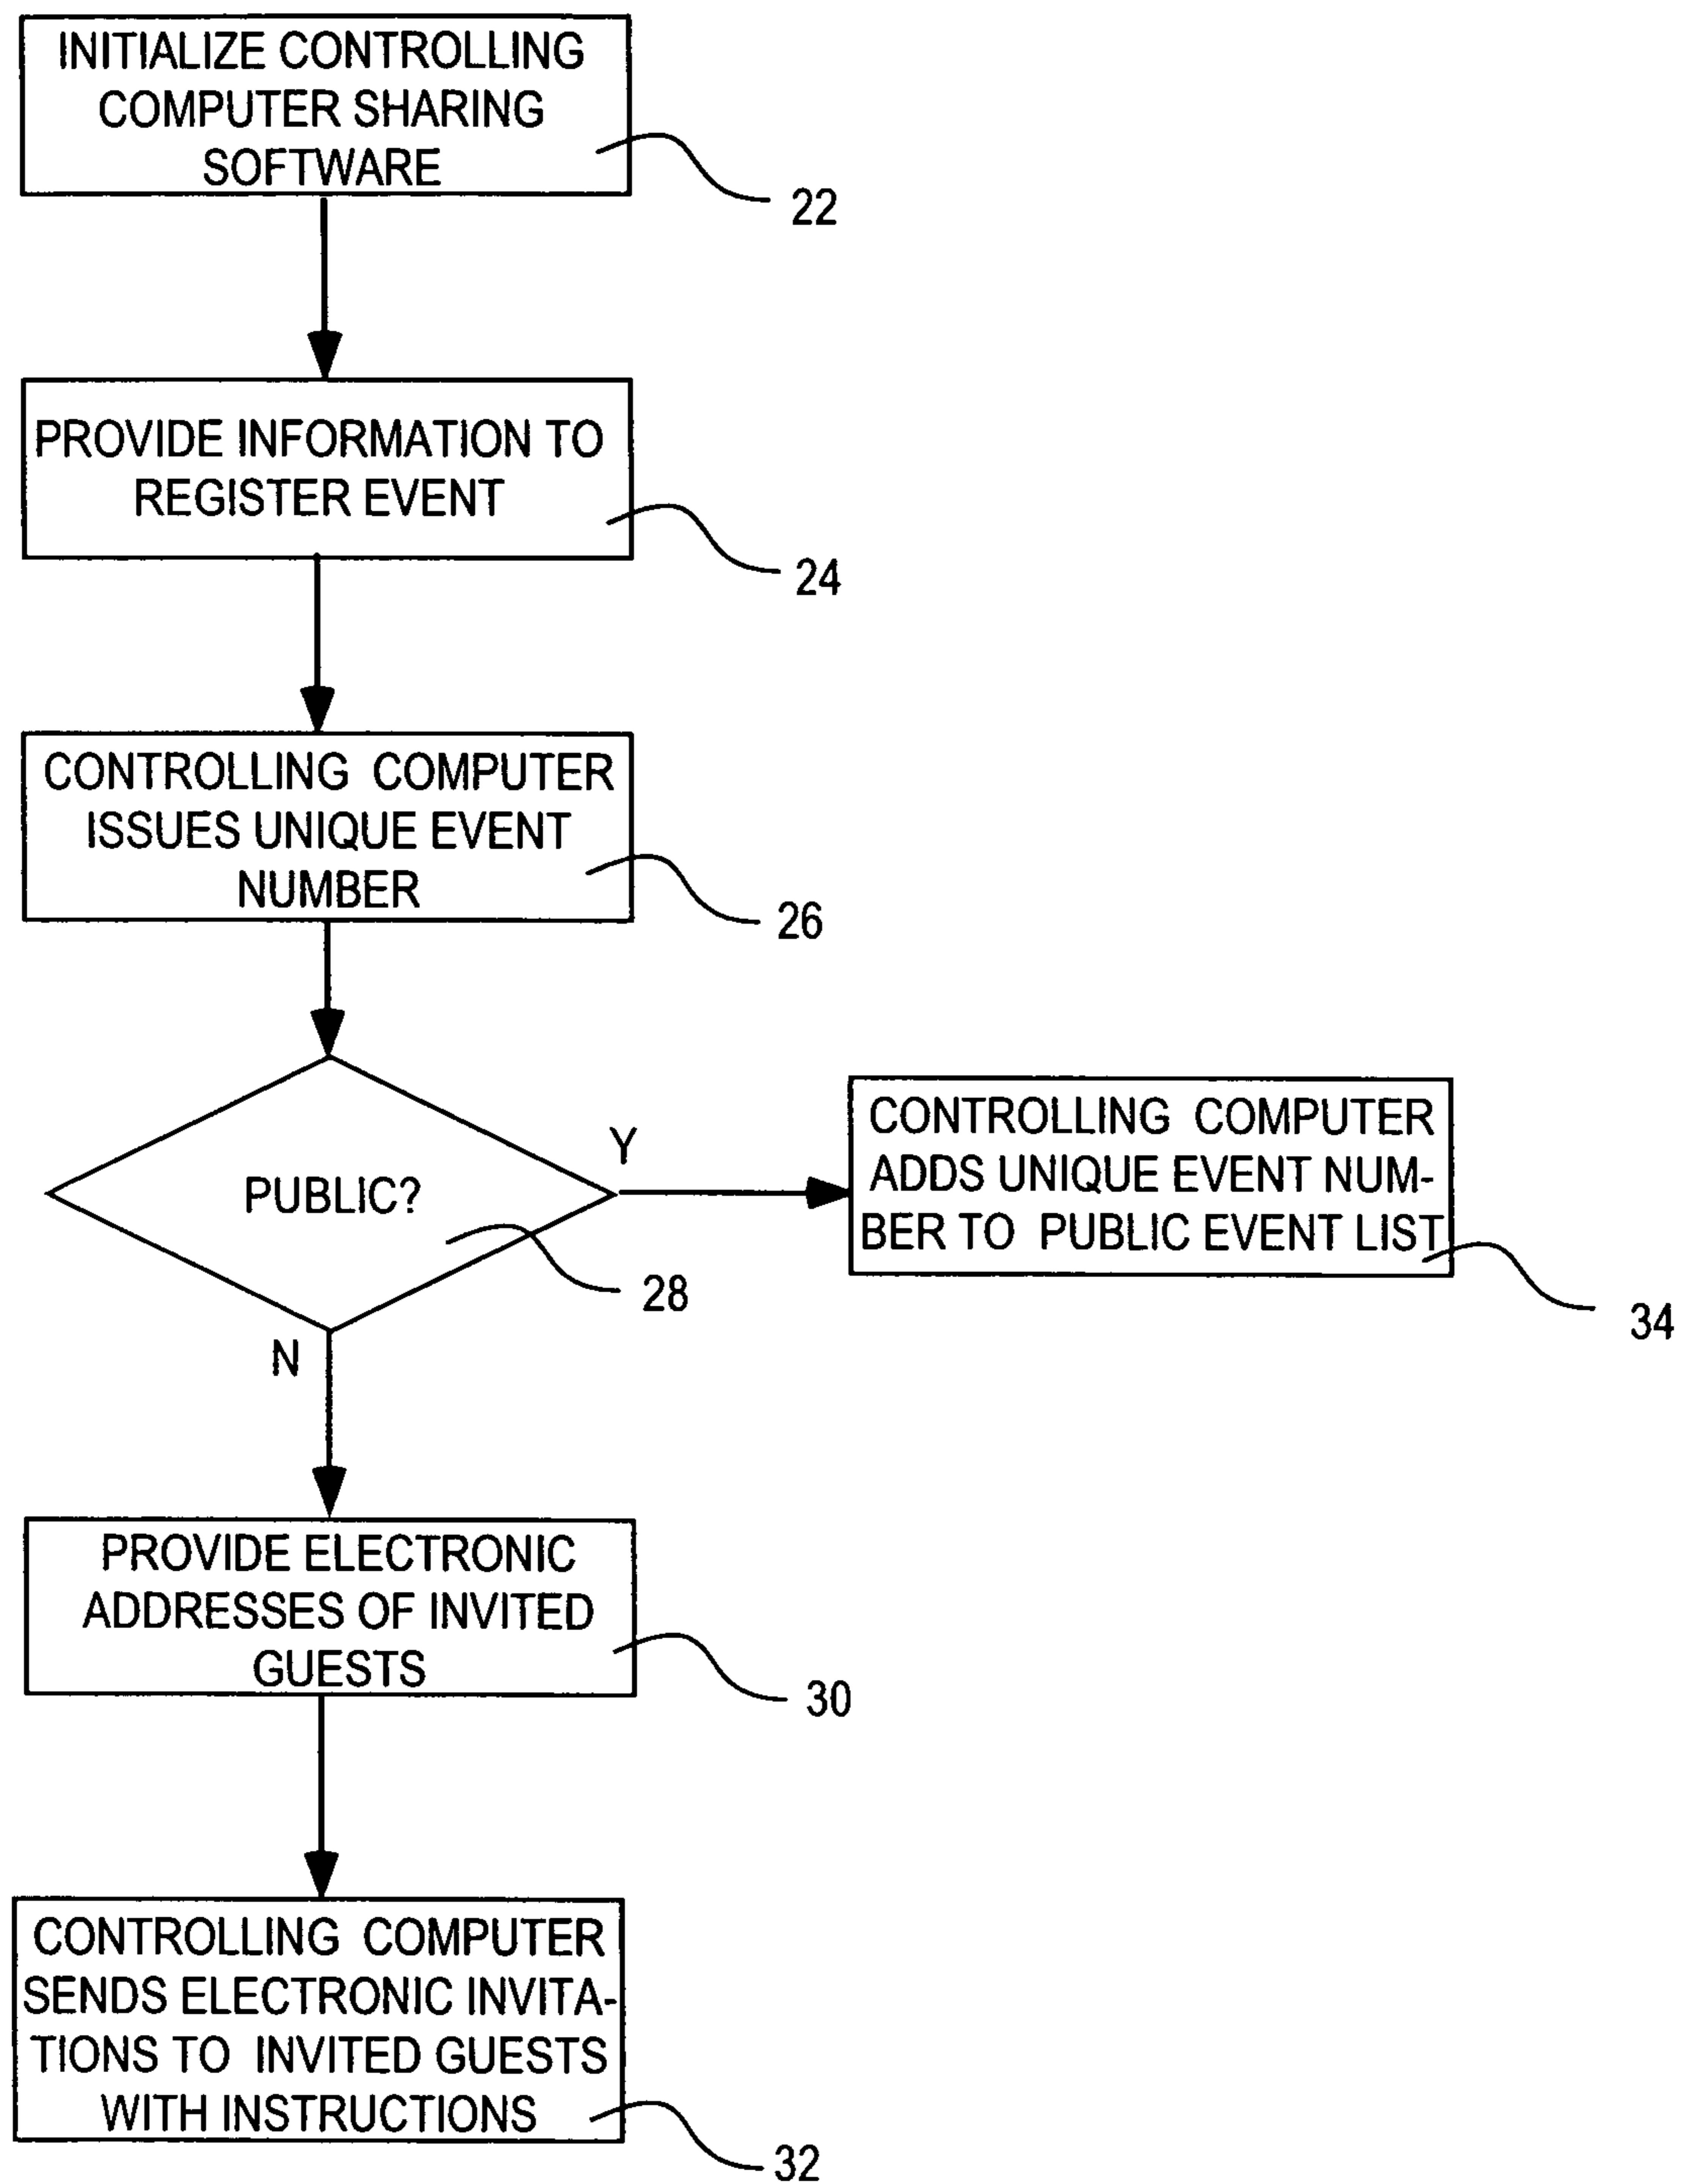 INITIALIZE CONTROLLING
COMPUTER SHARING
SOFTWARE
22
PROVIDE INFORMATION TO
REGISTER EVENT
24
CONTROLLING COMPUTER
ISSUES UNIQUE EVENT
NUMBER
26
PUBLIC?
28
Y
N
CONTROLLING COMPUTER
ADDS UNIQUE EVENT NUM-
BER TO PUBLIC EVENT LIST
34
PROVIDE ELECTRONIC
ADDRESSES OF INVITED
GUESTS
30
CONTROLLING COMPUTER
SENDS ELECTRONIC INVITA-
TIONS TO INVITED GUESTS
WITH INSTRUCTIONS
32